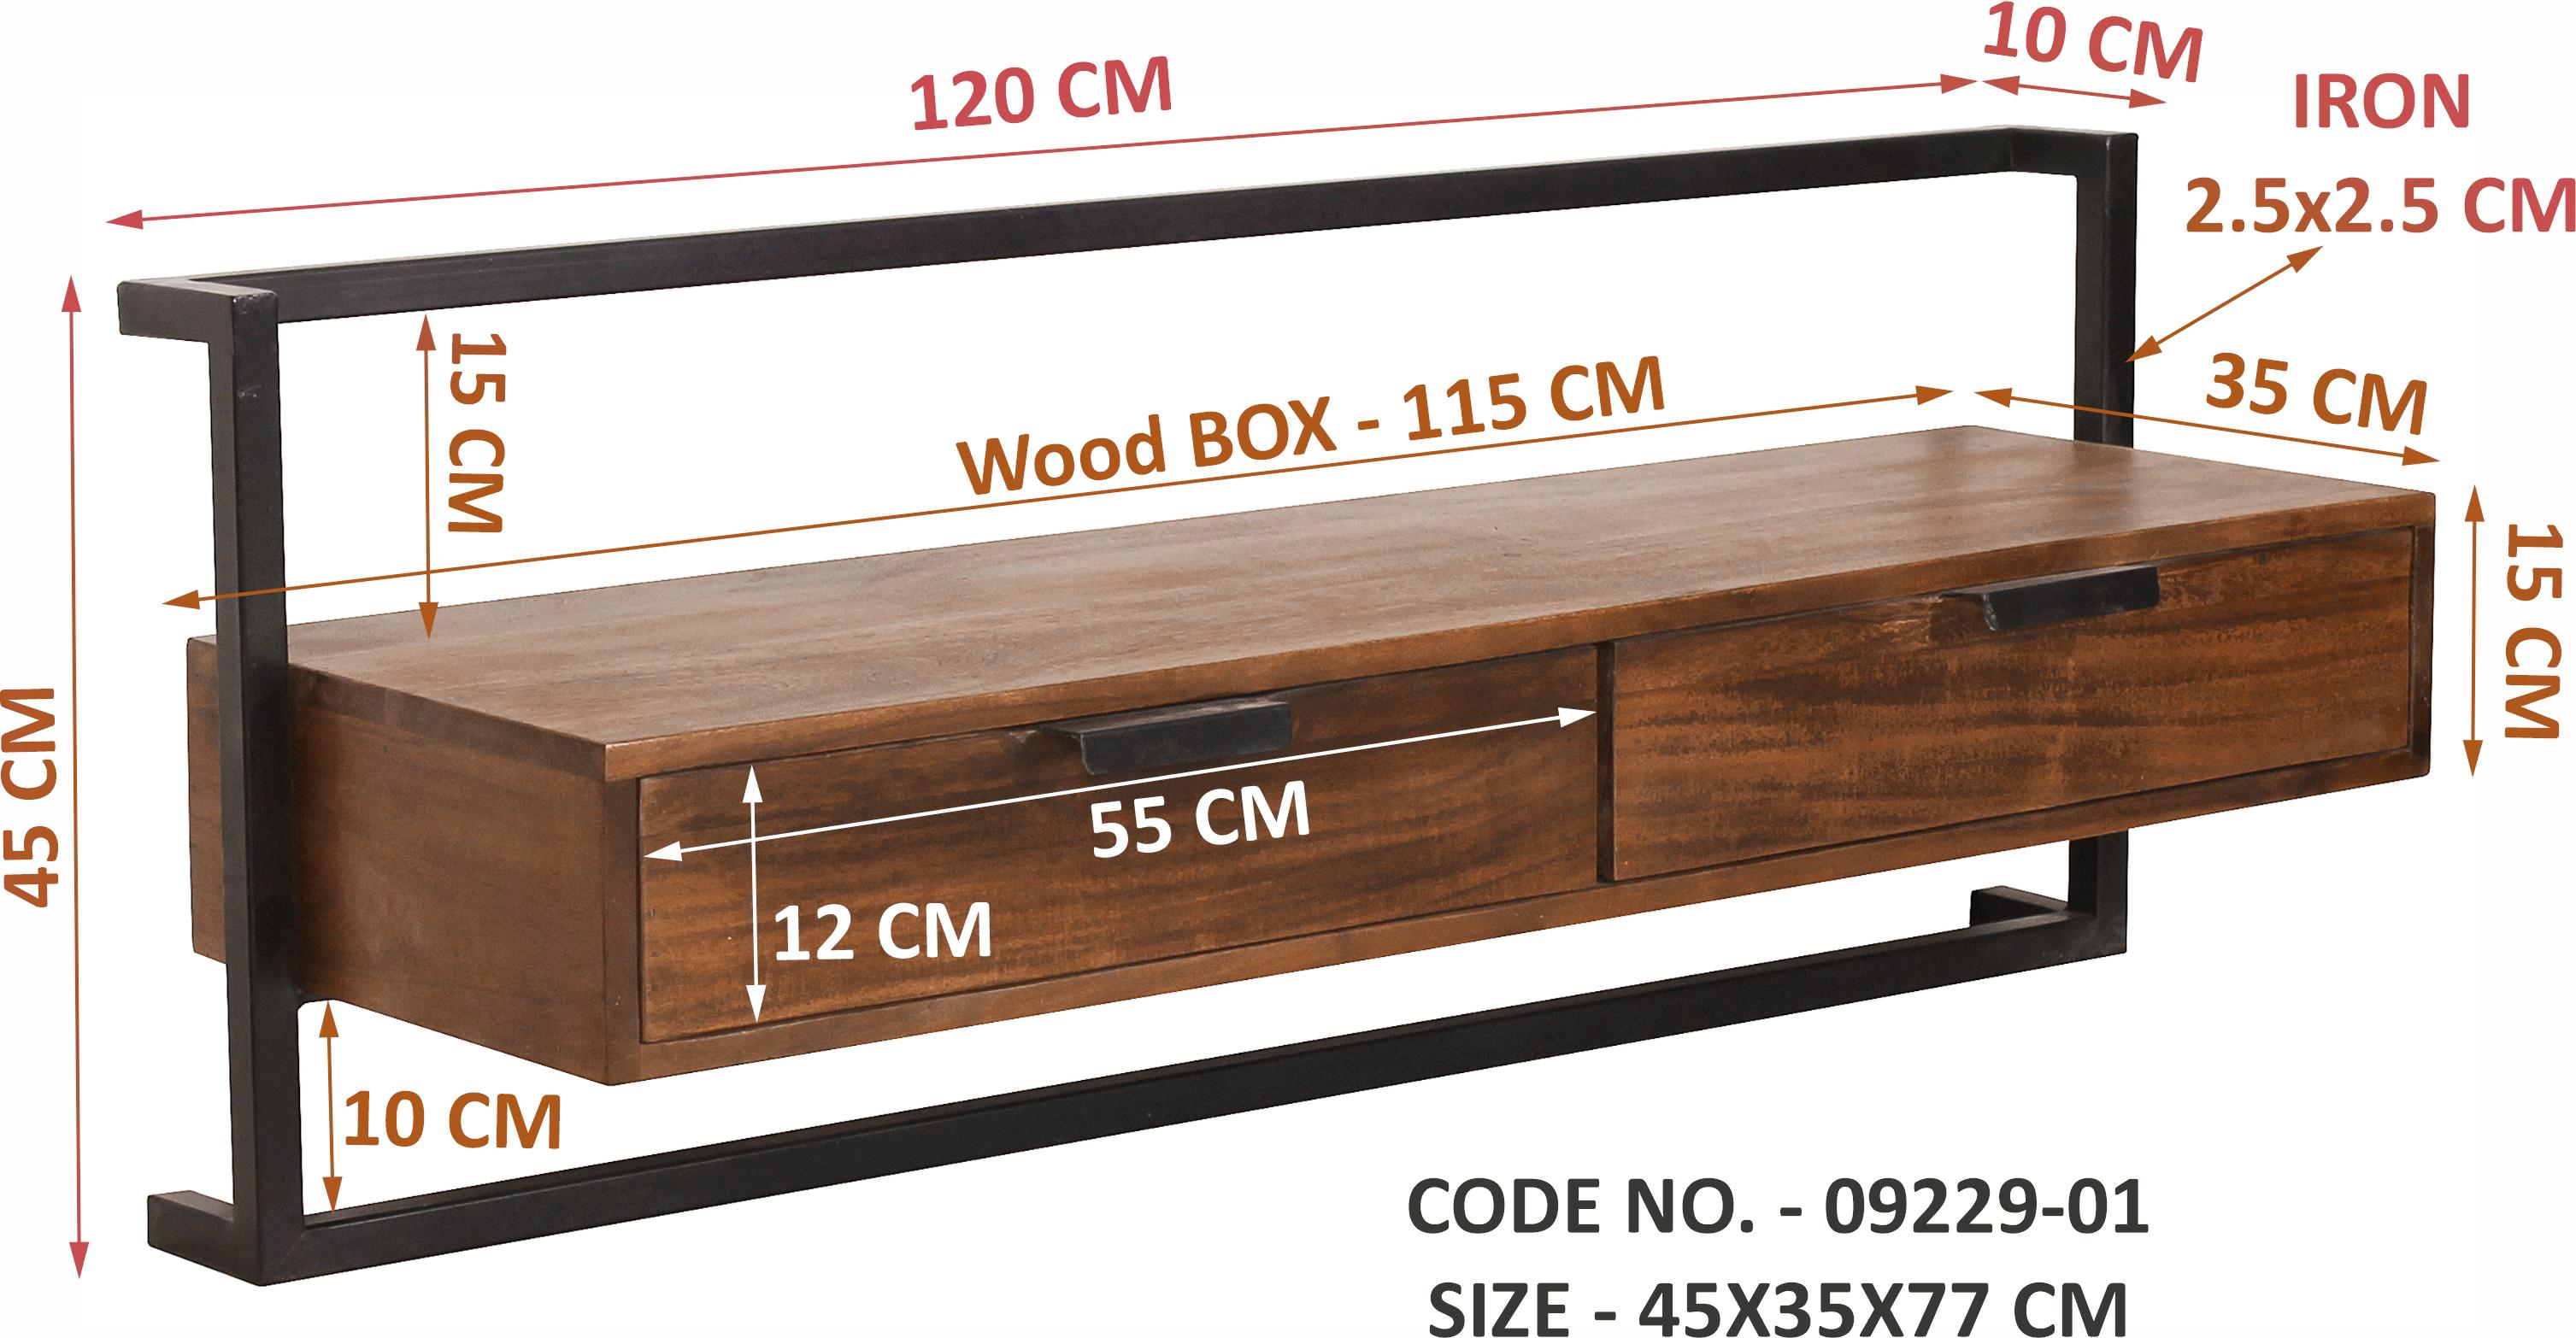 120 CM
10 CM
IRON
2.5x2.5 CM
15 CM
Wood BOX - 115 CM
35 CM
15 CM
45 CM
55 CM
12 CM
10 CM
CODE NO. - 09229-01
SIZE - 45X35X77 CM